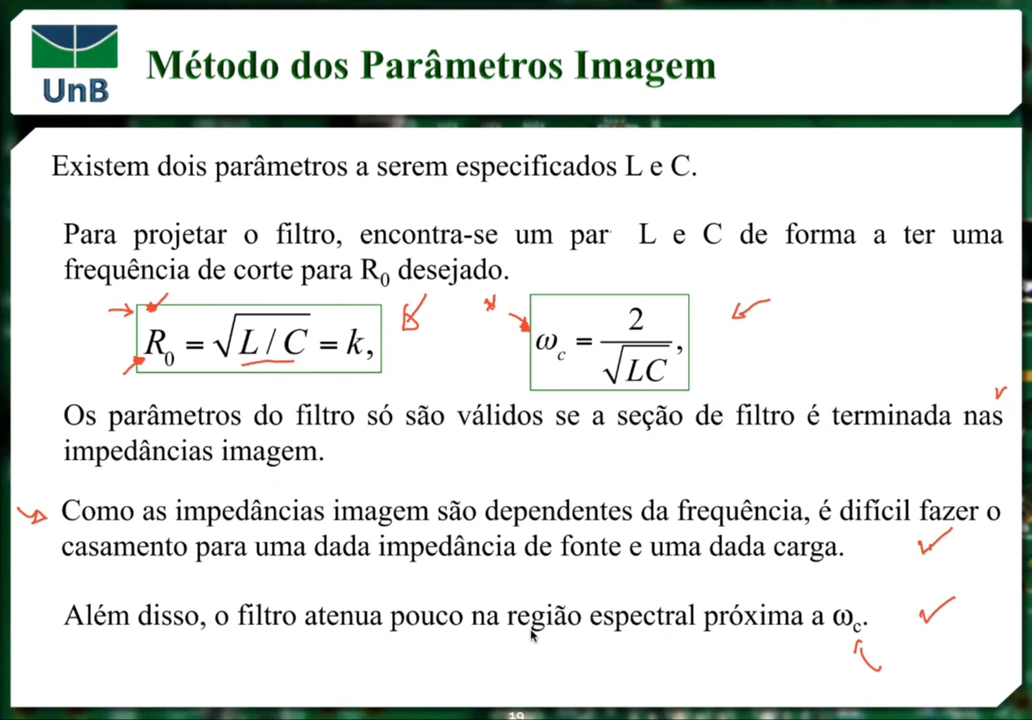 UnB
Método dos Parâmetros Imagem
Existem dois parâmetros a serem especificados L e C.
Para projetar o filtro, encontra-se um par L e C de forma a ter uma
frequência de corte para R₀ desejado.
R₀ = √(L / C) = k,
ω_c = 2 / √(LC),
Os parâmetros do filtro só são válidos se a seção de filtro é terminada nas
impedâncias imagem.
Como as impedâncias imagem são dependentes da frequência, é difícil fazer o
casamento para uma dada impedância de fonte e uma dada carga.
Além disso, o filtro atenua pouco na região espectral próxima a ω_c.
19